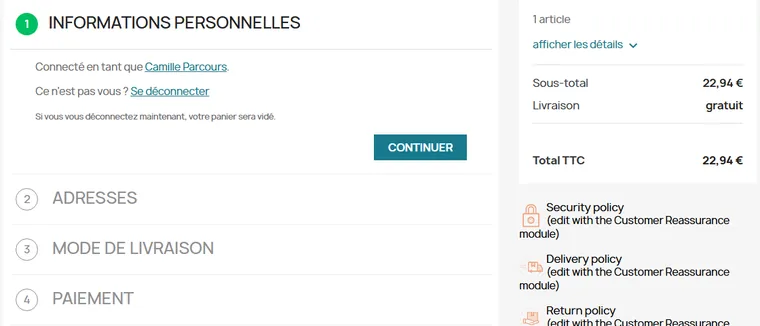 1 INFORMATIONS PERSONNELLES
Connecté en tant que Camille Parcours.
Ce n'est pas vous ? Se déconnecter
Si vous vous déconnectez maintenant, votre panier sera vidé.
CONTINUER
2 ADRESSES
3 MODE DE LIVRAISON
4 PAIEMENT
1 article
afficher les détails
Sous-total 22,94 €
Livraison gratuit
Total TTC 22,94 €
Security policy
(edit with the Customer Reassurance
module)
Delivery policy
(edit with the Customer Reassurance
module)
Return policy
(edit with the Customer Reassurance